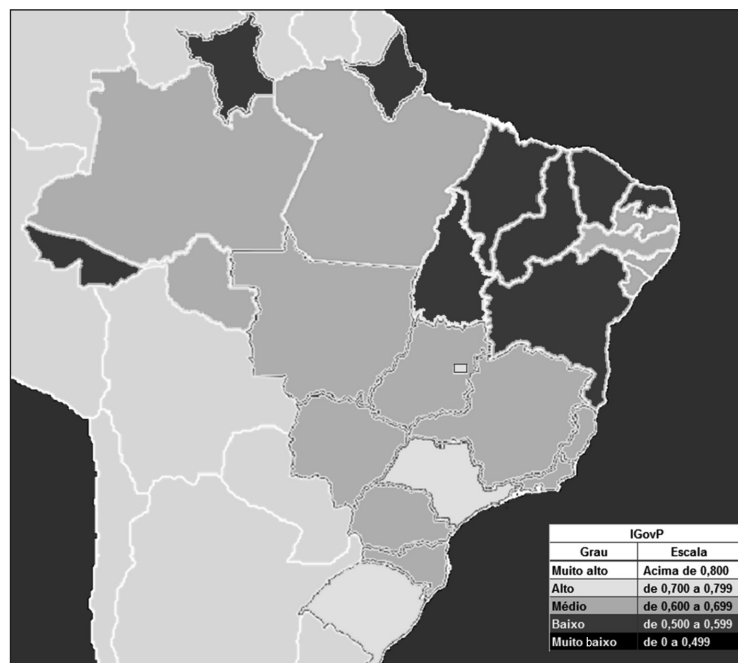 IGovP
Grau Escala
Muito alto Acima de 0,800
Alto de 0,700 a 0,799
Médio de 0,600 a 0,699
Baixo de 0,500 a 0,599
Muito baixo de 0 a 0,499